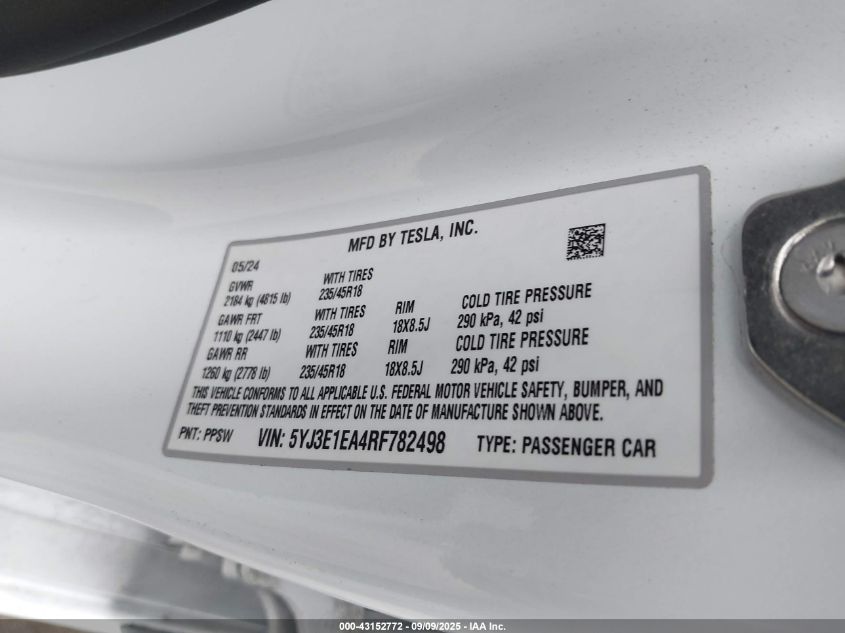 MFD BY TESLA, INC.
05/24
GVWR WITH TIRES
2184 kg (4815 lb) 235/45R18
GAWR FRT WITH TIRES RIM COLD TIRE PRESSURE
1110 kg (2447 lb) 235/45R18 18X8.5J 290 kPa, 42 psi
GAWR RR WITH TIRES RIM COLD TIRE PRESSURE
1260 kg (2778 lb) 235/45R18 18X8.5J 290 kPa, 42 psi
THIS VEHICLE CONFORMS TO ALL APPLICABLE U.S. FEDERAL MOTOR VEHICLE SAFETY, BUMPER, AND
THEFT PREVENTION STANDARDS IN EFFECT ON THE DATE OF MANUFACTURE SHOWN ABOVE.
PNT: PPSW VIN: 5YJ3E1EA4RF782498 TYPE: PASSENGER CAR
000-43152772 - 09/09/2025 - IAA Inc.